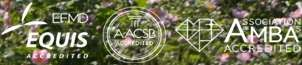 EFMD
EQUIS
ACCREDITED
AACSB
ACCREDITED
ASSOCIATION
AMBA
ACCREDITED